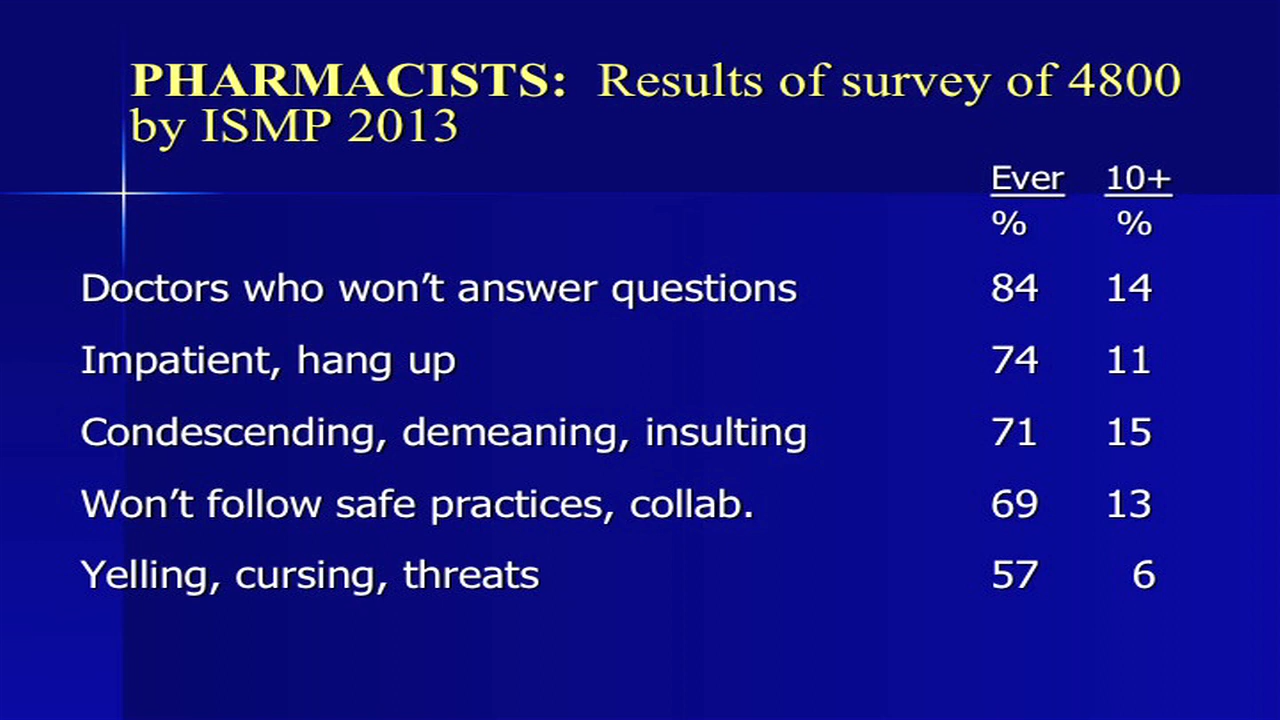 PHARMACISTS: Results of survey of 4800
by ISMP 2013
Ever 10+
% %
Doctors who won’t answer questions 84 14
Impatient, hang up 74 11
Condescending, demeaning, insulting 71 15
Won’t follow safe practices, collab. 69 13
Yelling, cursing, threats 57 6